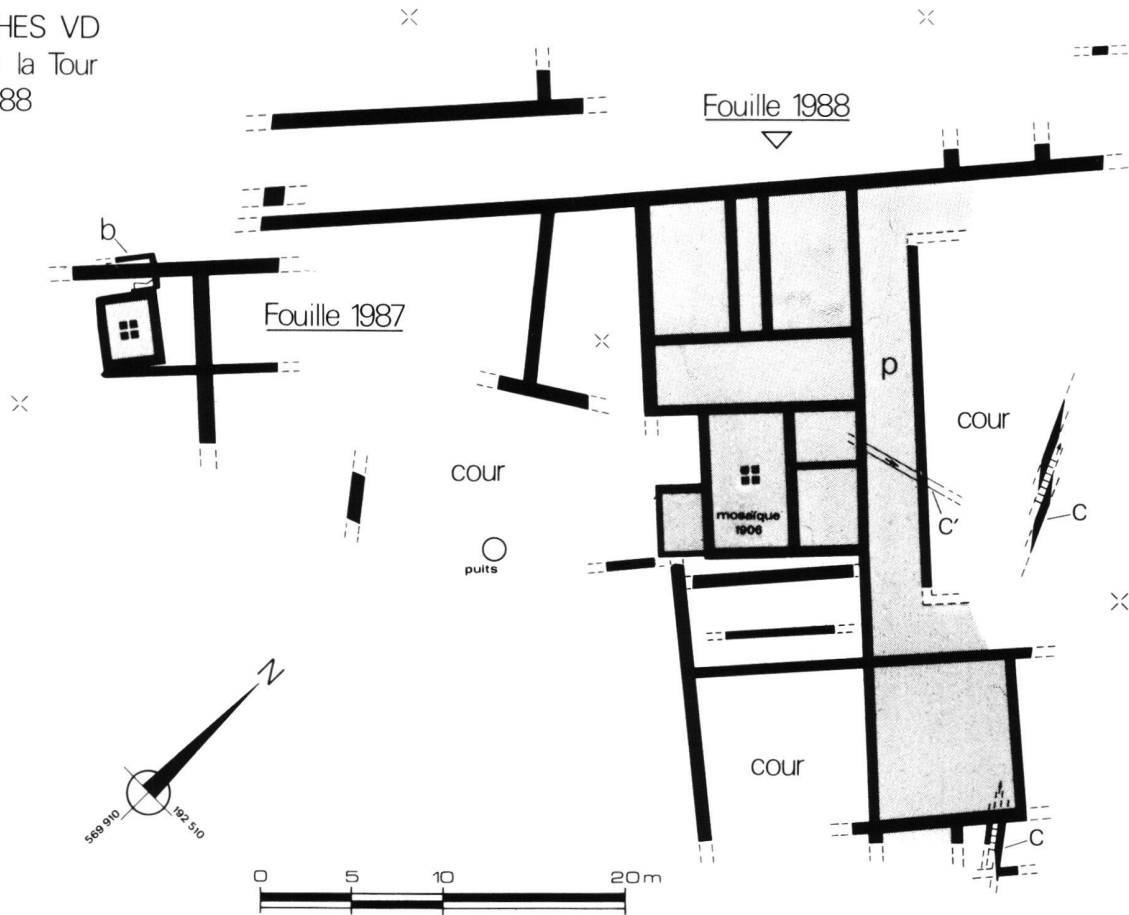 HES VD
la Tour
88
Fouille 1988
b
Fouille 1987
p
cour
cour
mosaïque
1906
C'
C
puits
N
cour
569 910
192 510
C
0 5 10 20 m